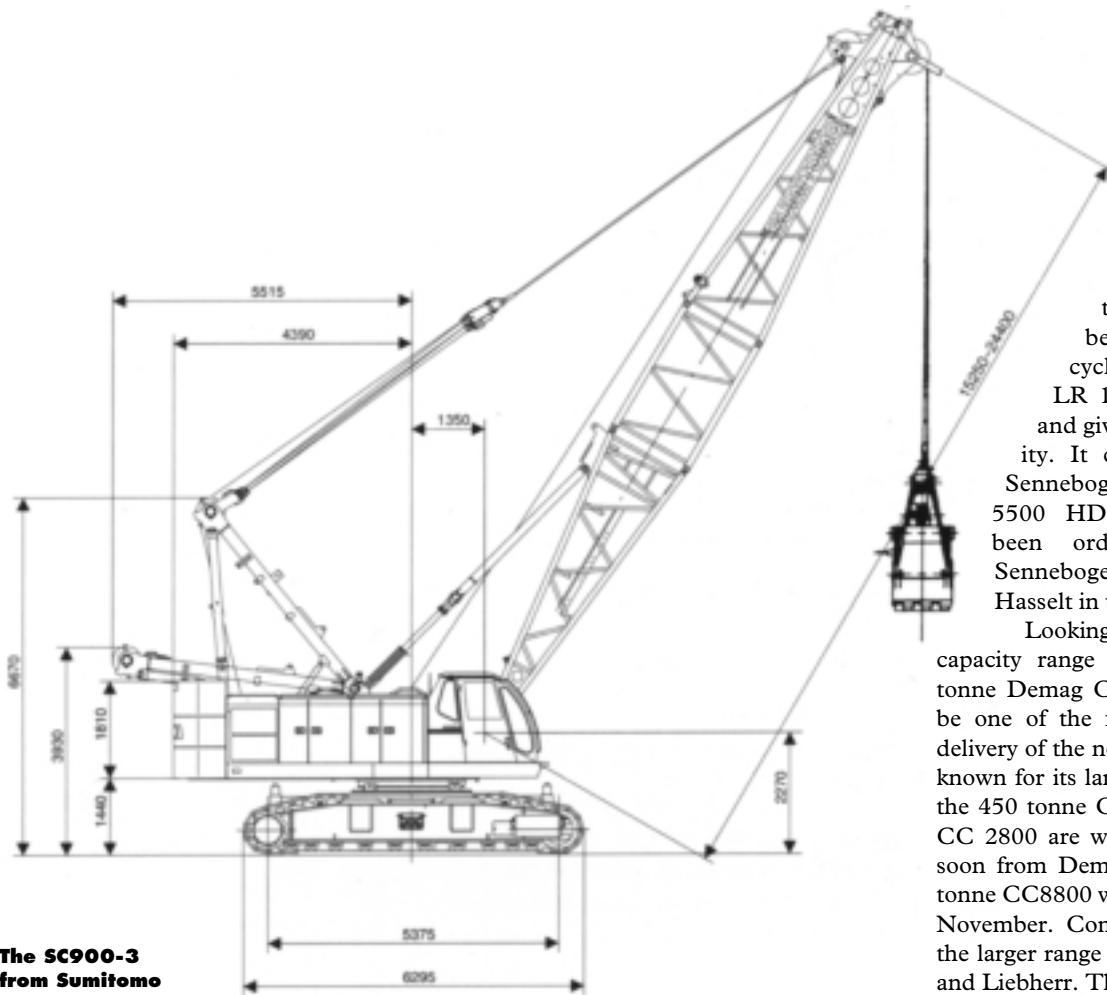 5515
4390
1350
15250-24400
6670
3930
1810
1440
2270
5375
6295
The SC900-3
from Sumitomo
be
cycl
LR 1
and giv
ity. It
Sennebog
5500 HD
been ord
Senneboge
Hasselt in
Looking
capacity range
tonne Demag C
be one of the
delivery of the
known for its lar
the 450 tonne
CC 2800 are w
soon from Dem
tonne CC8800
November. Con
the larger range
and Liebherr. Th